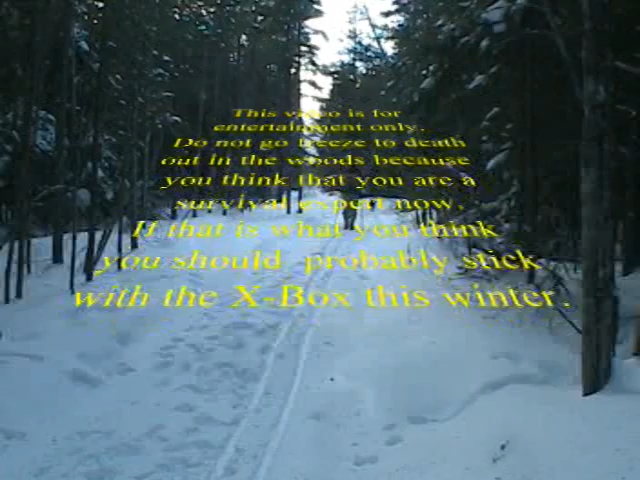 This video is for
entertainment only.
Do not go freeze to death
out in the woods because
you think that you are a
survival expert now.
If that is what you think
you should probably stick
with the X-Box this winter.